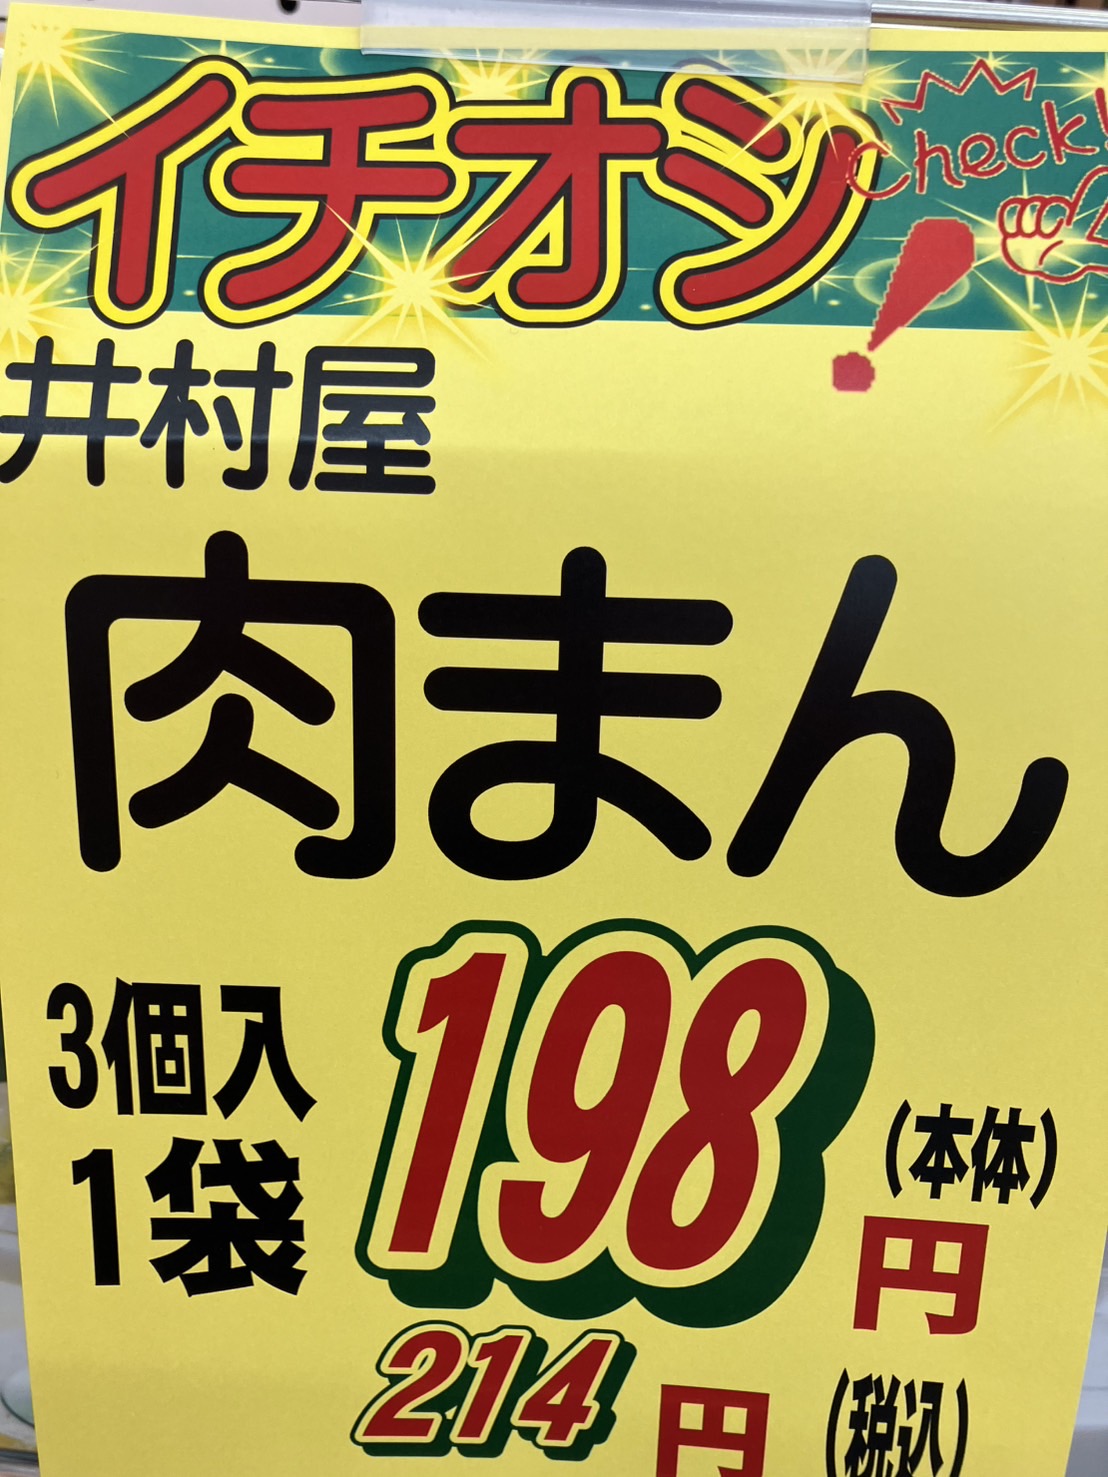 イチオシ
Check!
!
井村屋
肉まん
3個入
1袋
198
(本体)
円
214
円
(税込)